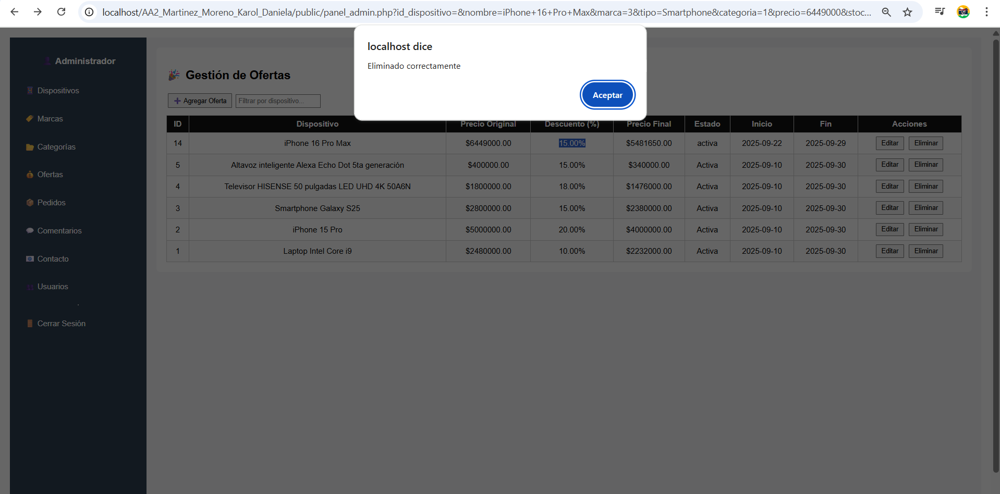 localhost/AA2_Martinez_Moreno_Karol_Daniela/public/panel_admin.php?id_dispositivo=&nombre=iPhone+16+Pro+Max&marca=3&tipo=Smartphone&categoria=1&precio=6449000&stoc...
localhost dice
Eliminado correctamente
Aceptar
Administrador
Dispositivos
Marcas
Categorías
Ofertas
Pedidos
Comentarios
Contacto
Usuarios
Cerrar Sesión
Gestión de Ofertas
Agregar Oferta Filtrar por dispositivo...
ID Dispositivo Precio Original Descuento (%) Precio Final Estado Inicio Fin Acciones
14 iPhone 16 Pro Max $6449000.00 15.00% $5481650.00 activa 2025-09-22 2025-09-29 Editar Eliminar
5 Altavoz inteligente Alexa Echo Dot 5ta generación $400000.00 15.00% $340000.00 Activa 2025-09-10 2025-09-30 Editar Eliminar
4 Televisor HISENSE 50 pulgadas LED UHD 4K 50A6N $1800000.00 18.00% $1476000.00 Activa 2025-09-10 2025-09-30 Editar Eliminar
3 Smartphone Galaxy S25 $2800000.00 15.00% $2380000.00 Activa 2025-09-10 2025-09-30 Editar Eliminar
2 iPhone 15 Pro $5000000.00 20.00% $4000000.00 Activa 2025-09-10 2025-09-30 Editar Eliminar
1 Laptop Intel Core i9 $2480000.00 10.00% $2232000.00 Activa 2025-09-10 2025-09-30 Editar Eliminar